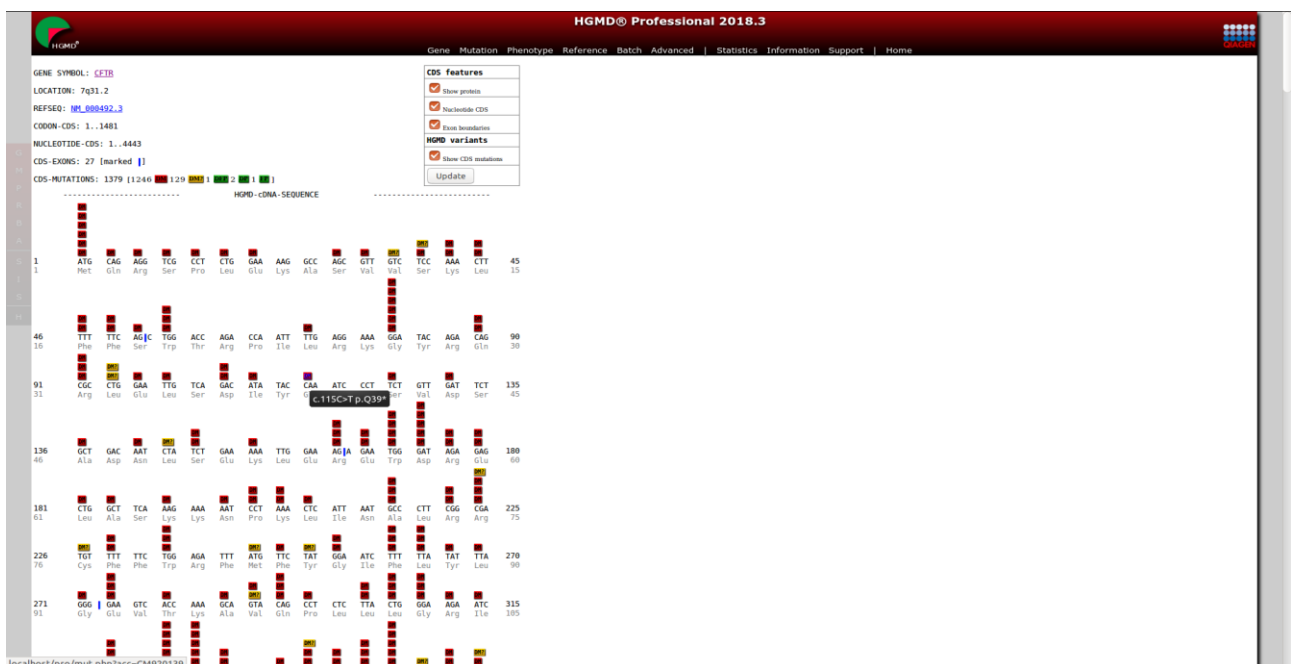 HGMD® Professional 2018.3
HGMD®
QIAGEN
Gene Mutation Phenotype Reference Batch Advanced | Statistics Information Support | Home
GENE SYMBOL: CFTR
LOCATION: 7q31.2
REFSEQ: NM_000492.3
CODON-CDS: 1..1481
NUCLEOTIDE-CDS: 1..4443
CDS-EXONS: 27 [marked |]
CDS-MUTATIONS: 1379 [1246 DM 129 DM? 1 2 1 ]
CDS features
Show protein
Nucleotide CDS
Exon boundaries
HGMD variants
Show CDS mutations
Update
HGMD-cDNA-SEQUENCE
1 ATG CAG AGG TCG CCT CTG GAA AAG GCC AGC GTT GTC TCC AAA CTT 45
1 Met Gln Arg Ser Pro Leu Glu Lys Ala Ser Val Val Ser Lys Leu 15
46 TTT TTC AG|C TGG ACC AGA CCA ATT TTG AGG AAA GGA TAC AGA CAG 90
16 Phe Phe Ser Trp Thr Arg Pro Ile Leu Arg Lys Gly Tyr Arg Gln 30
91 CGC CTG GAA TTG TCA GAC ATA TAC CAA ATC CCT TCT GTT GAT TCT 135
31 Arg Leu Glu Leu Ser Asp Ile Tyr c.115C>T p.Q39* Val Asp Ser 45
136 GCT GAC AAT CTA TCT GAA AAA TTG GAA AG|A GAA TGG GAT AGA GAG 180
46 Ala Asp Asn Leu Ser Glu Lys Leu Glu Arg Glu Trp Asp Arg Glu 60
181 CTG GCT TCA AAG AAA AAT CCT AAA CTC ATT AAT GCC CTT CGG CGA 225
61 Leu Ala Ser Lys Lys Asn Pro Lys Leu Ile Asn Ala Leu Arg Arg 75
226 TGT TTT TTC TGG AGA TTT ATG TTC TAT GGA ATC TTT TTA TAT TTA 270
76 Cys Phe Phe Trp Arg Phe Met Phe Tyr Gly Ile Phe Leu Tyr Leu 90
271 GGG | GAA GTC ACC AAA GCA GTA CAG CCT CTC TTA CTG GGA AGA ATC 315
91 Gly Glu Val Thr Lys Ala Val Gln Pro Leu Leu Leu Gly Arg Ile 105
localhost/pro/mut.php?acc=CM920139